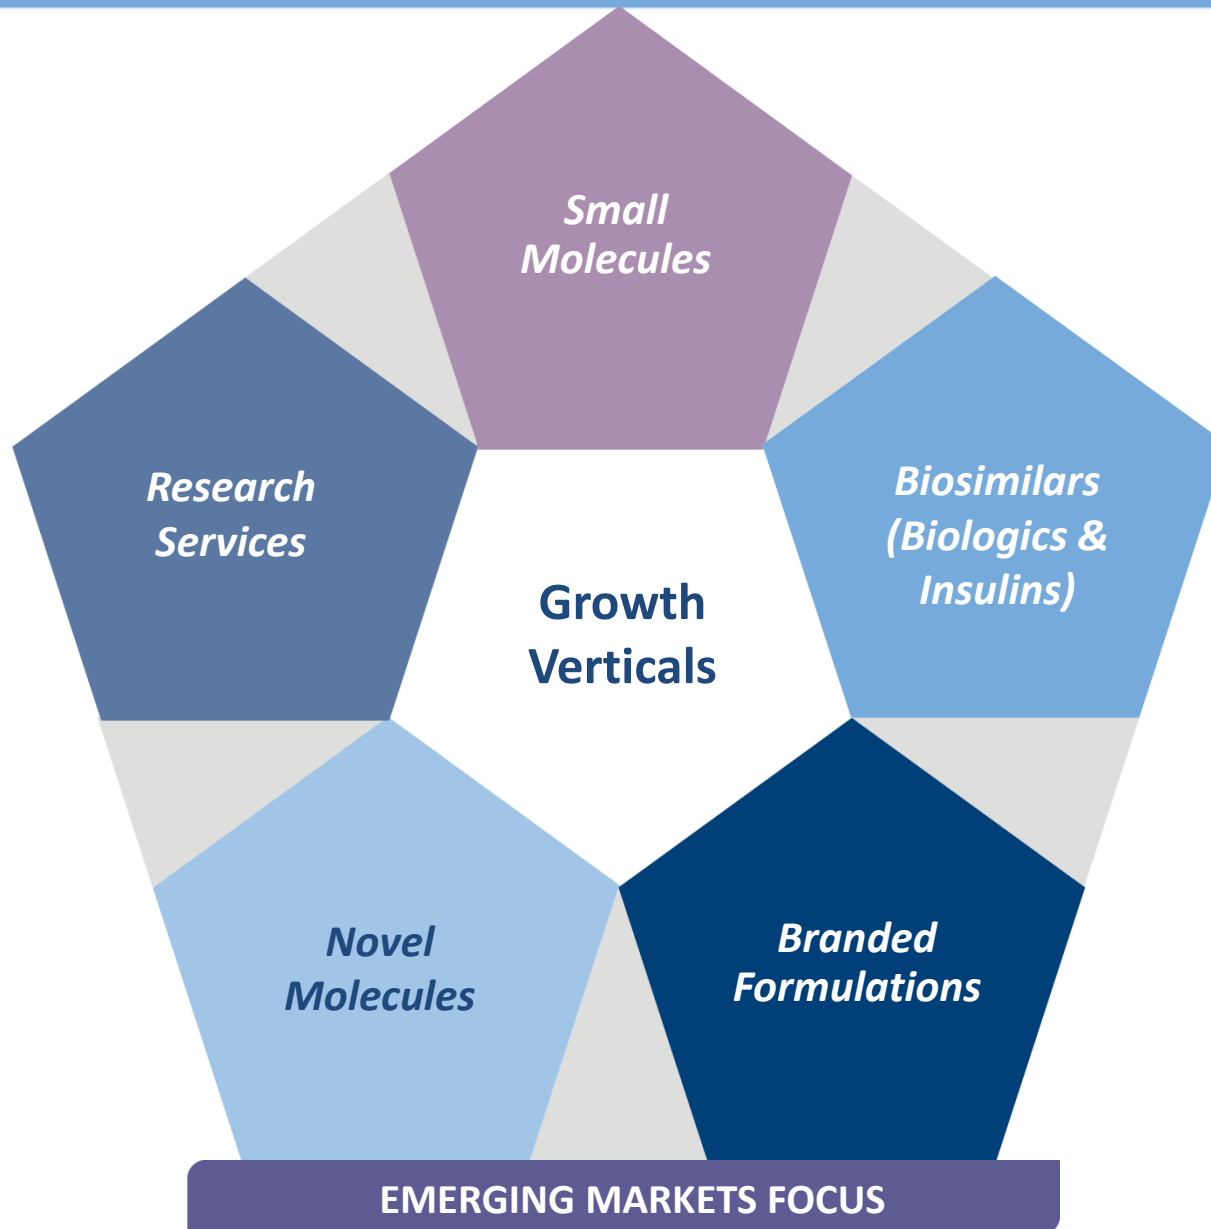 Small
Molecules
Research
Services
Biosimilars
(Biologics &
Insulins)
Growth
Verticals
Novel
Molecules
Branded
Formulations
EMERGING MARKETS FOCUS